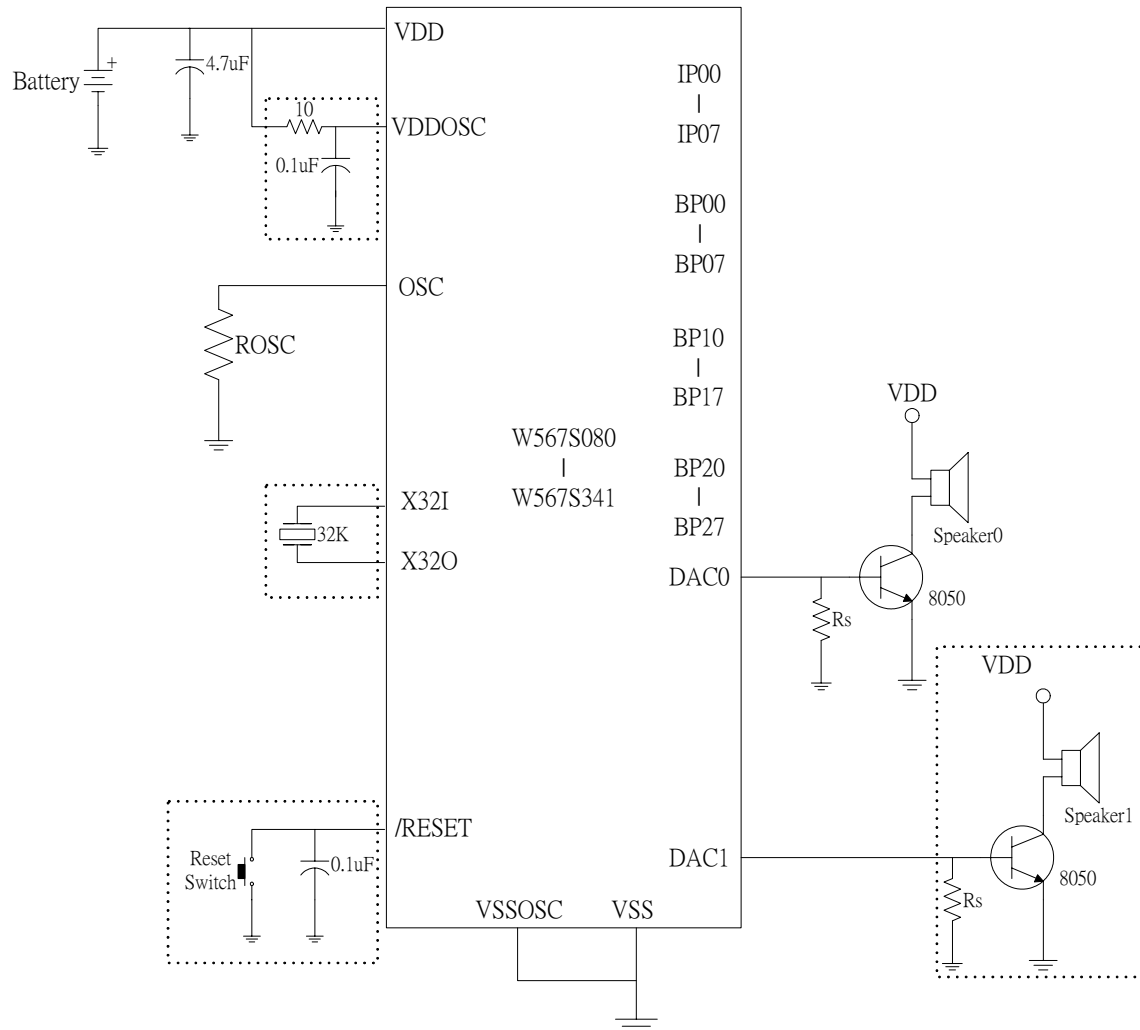 VDD
4.7uF
+
Battery
10
VDDOSC
0.1uF
OSC
ROSC
X32I
32K
X32O
/RESET
Reset
Switch
0.1uF
VSSOSC
VSS
W567S080
|
W567S341
IP00
|
IP07
BP00
|
BP07
BP10
|
BP17
BP20
|
BP27
DAC0
Rs
VDD
Speaker0
8050
DAC1
Rs
VDD
Speaker1
8050